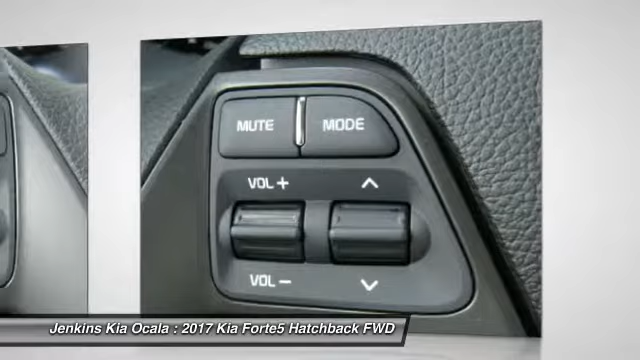 MUTE MODE
VOL + ∧
VOL − ∨
Jenkins Kia Ocala : 2017 Kia Forte5 Hatchback FWD